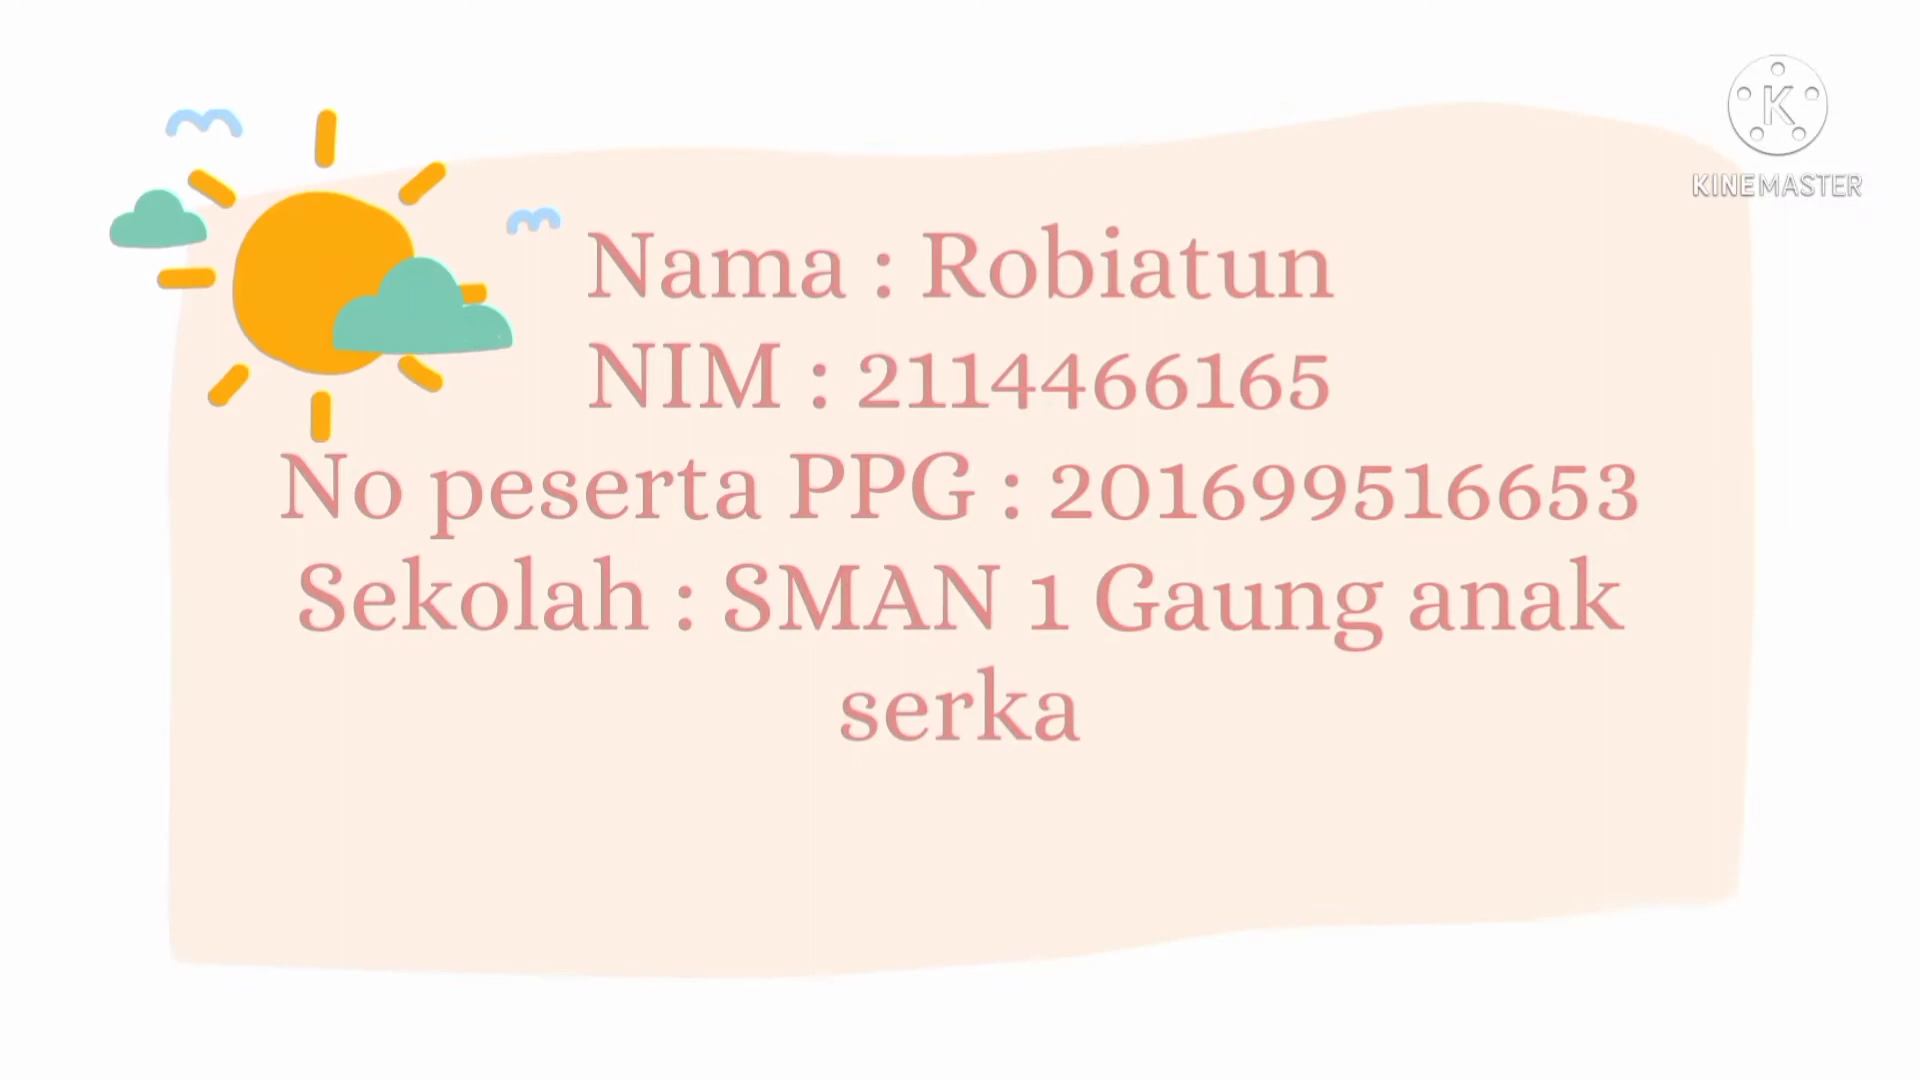 KINEMASTER
Nama : Robiatun
NIM : 2114466165
No peserta PPG : 201699516653
Sekolah : SMAN 1 Gaung anak
serka